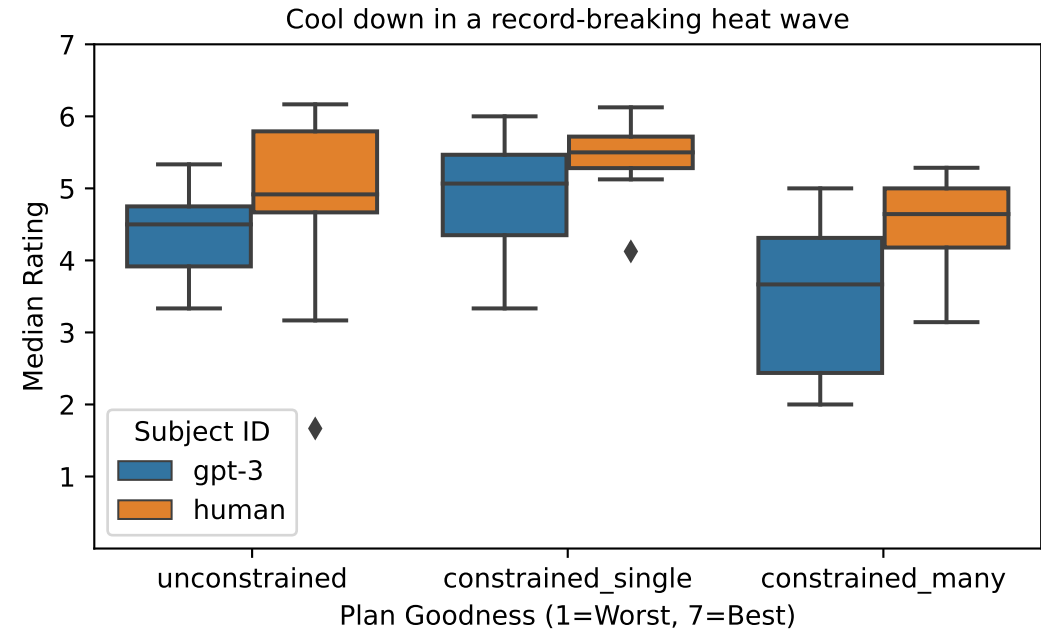 Cool down in a record-breaking heat wave
7
6
5
4
3
2
1
Median Rating
Subject ID
gpt-3
human
unconstrained constrained_single constrained_many
Plan Goodness (1=Worst, 7=Best)